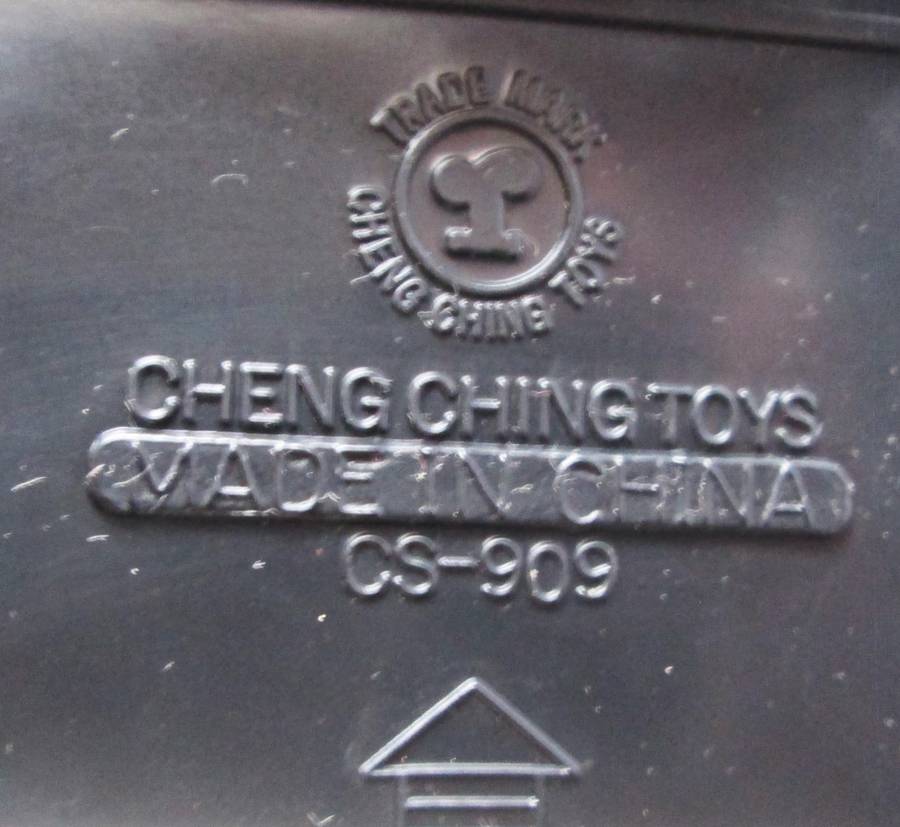 TRADE MARK
CHENG CHING TOYS
CHENG CHING TOYS
MADE IN CHINA
CS-909